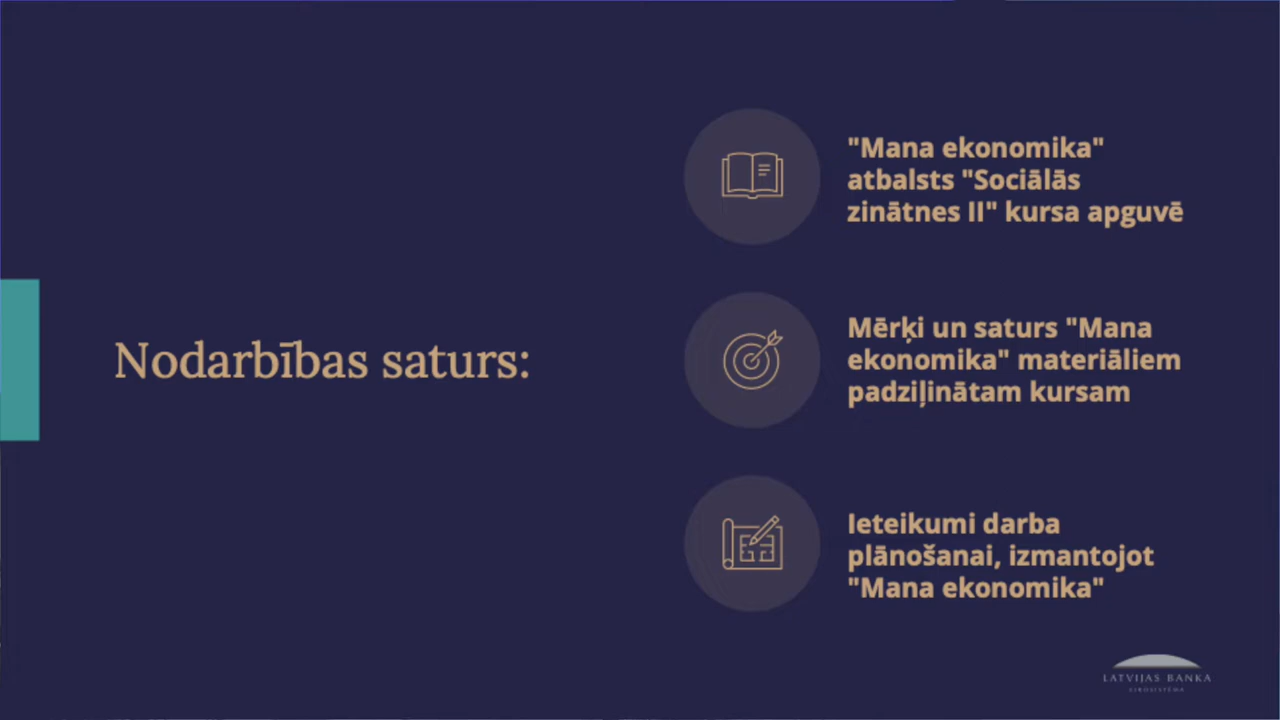 Nodarbības saturs:
"Mana ekonomika"
atbalsts "Sociālās
zinātnes II" kursa apguvē
Mērķi un saturs "Mana
ekonomika" materiāliem
padziļinātam kursam
Ieteikumi darba
plānošanai, izmantojot
"Mana ekonomika"
LATVIJAS BANKA
EIROSISTĒMA